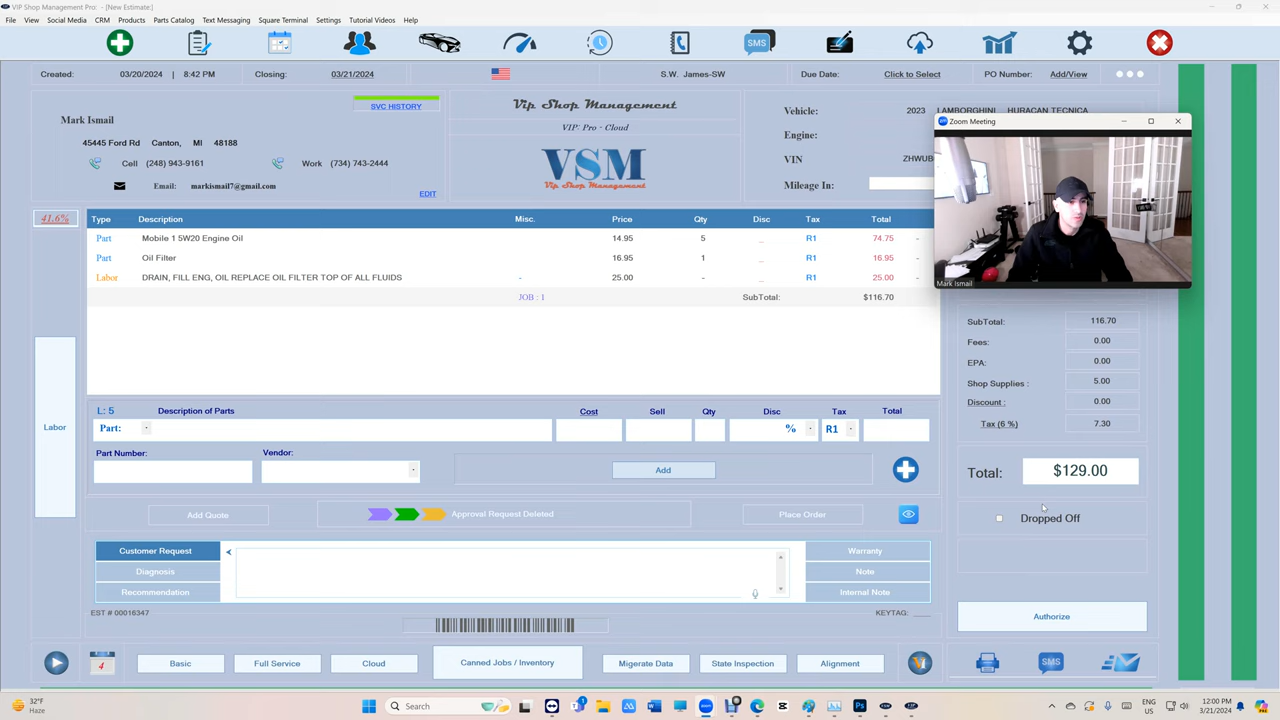 VIP Shop Management Pro: - [New Estimate:]
File View Social Media CRM Products Parts Catalog Text Messaging Square Terminal Settings Tutorial Videos Help
SMS
Created: 03/20/2024 | 8:42 PM Closing: 03/21/2024 S.W. James-SW Due Date: Click to Select PO Number: Add/View
SVC HISTORY
Mark Ismail
45445 Ford Rd Canton, MI 48188
Cell (248) 943-9161 Work (734) 743-2444
Email: markismail7@gmail.com
EDIT
Vip Shop Management
VIP: Pro - Cloud
VSM
Vip Shop Management
Vehicle: 2023 LAMBORGHINI HURACAN TECNICA
Engine:
VIN ZHWUB
Mileage In:
Zoom Meeting
Mark Ismail
41.6%
Type Description Misc. Price Qty Disc Tax Total
Part Mobile 1 5W20 Engine Oil 14.95 5 _ R1 74.75 -
Part Oil Filter 16.95 1 _ R1 16.95 -
Labor DRAIN, FILL ENG, OIL REPLACE OIL FILTER TOP OF ALL FLUIDS - 25.00 - R1 25.00 -
JOB : 1 SubTotal: $116.70
Labor
SubTotal: 116.70
Fees: 0.00
EPA: 0.00
Shop Supplies : 5.00
Discount : 0.00
Tax (6 %) 7.30
Total: $129.00
Dropped Off
Authorize
L: 5 Description of Parts Cost Sell Qty Disc Tax Total
Part: % R1
Part Number: Vendor:
Add
Add Quote Approval Request Deleted Place Order
Customer Request Warranty
Diagnosis Note
Recommendation Internal Note
EST # 00016347 KEYTAG: ____
4 Basic Full Service Cloud Canned Jobs / Inventory Migerate Data State Inspection Alignment SMS
32°F
Haze
Search
ENG
US
12:00 PM
3/21/2024